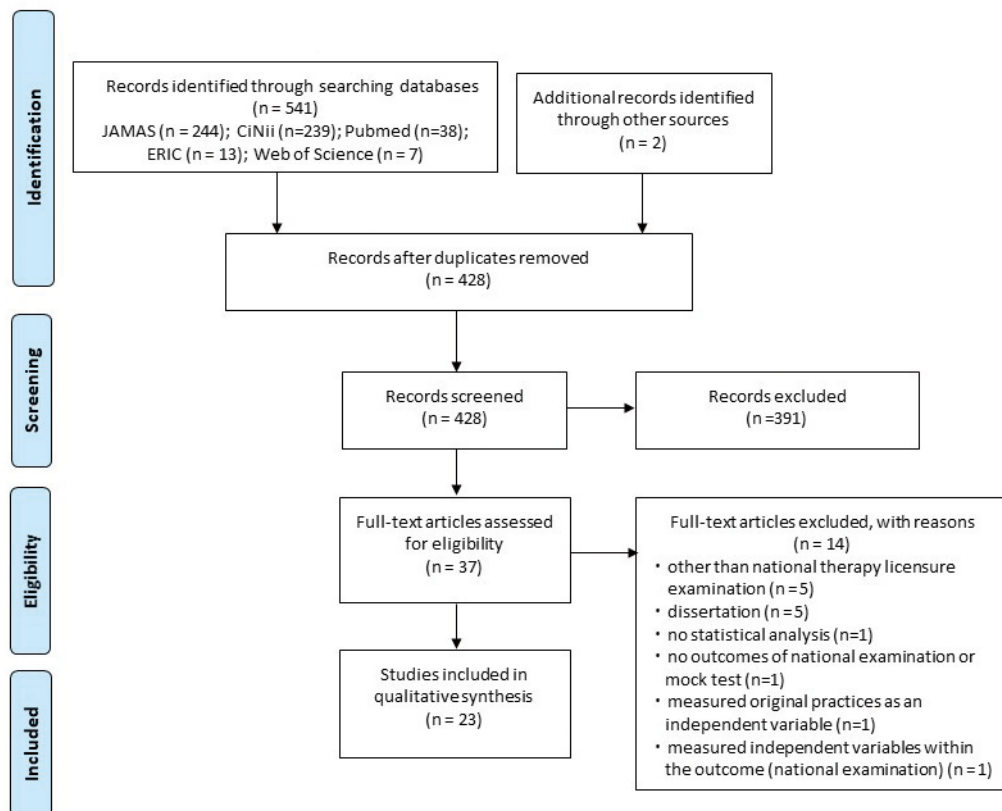 Identification
Records identified through searching databases
(n = 541)
JAMAS (n = 244); CiNii (n=239); Pubmed (n=38);
ERIC (n = 13); Web of Science (n = 7)
Additional records identified
through other sources
(n = 2)
Records after duplicates removed
(n = 428)
Screening
Records screened
(n = 428)
Records excluded
(n =391)
Eligibility
Full-text articles assessed
for eligibility
(n = 37)
Full-text articles excluded, with reasons
(n = 14)
・ other than national therapy licensure
examination (n = 5)
・ dissertation (n = 5)
・ no statistical analysis (n=1)
・ no outcomes of national examination or
mock test (n=1)
・ measured original practices as an
independent variable (n=1)
・ measured independent variables within
the outcome (national examination) (n = 1)
Included
Studies included in
qualitative synthesis
(n = 23)